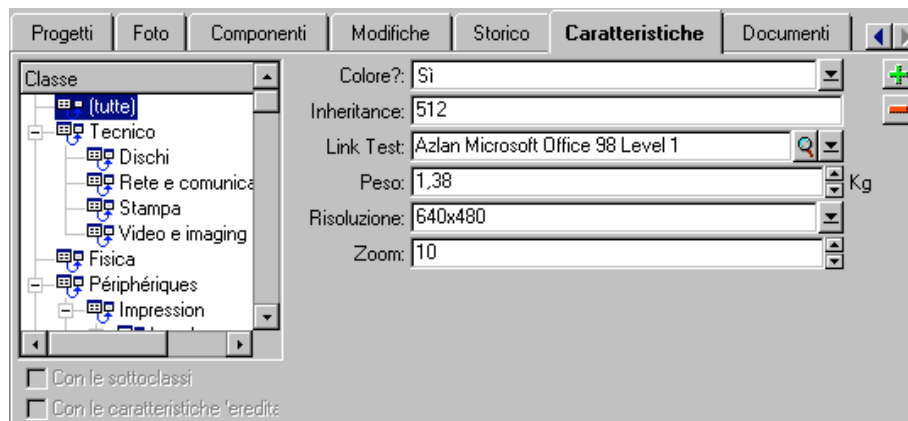 Progetti Foto Componenti Modifiche Storico Caratteristiche Documenti
Classe
(tutte)
Tecnico
Dischi
Rete e comunica
Stampa
Video e imaging
Fisica
Périphériques
Impression
Con le sottoclassi
Con le caratteristiche 'eredita
Colore?: Sì
Inheritance: 512
Link Test: Azlan Microsoft Office 98 Level 1
Peso: 1,38 Kg
Risoluzione: 640x480
Zoom: 10